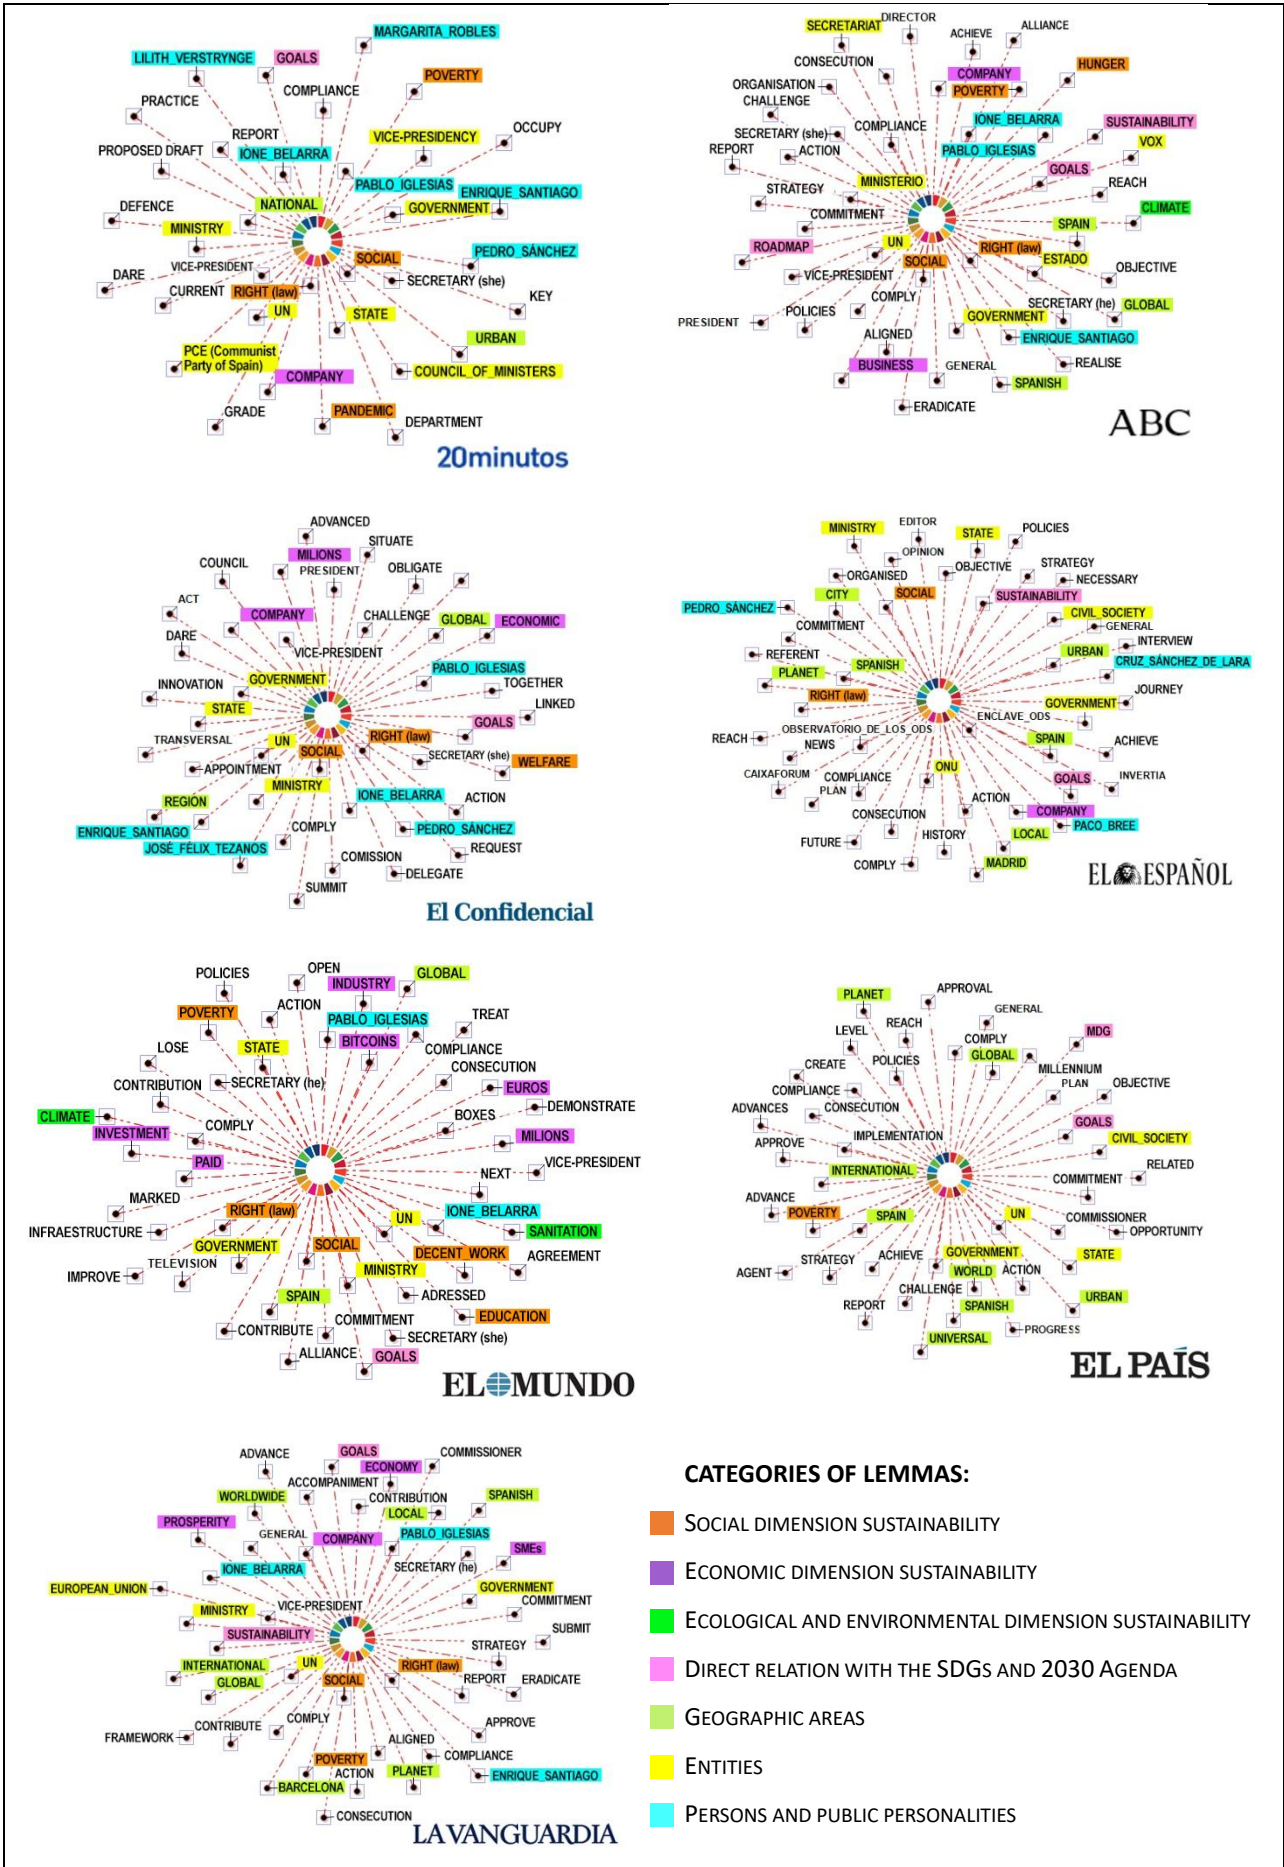 MARGARITA_ROBLES
LILITH_VERSTRYNGE
GOALS
POVERTY
COMPLIANCE
PRACTICE
OCCUPY
REPORT
VICE-PRESIDENCY
PROPOSED DRAFT
IONE_BELARRA
PABLO_IGLESIAS
ENRIQUE_SANTIAGO
NATIONAL
GOVERNMENT
DEFENCE
MINISTRY
PEDRO_SÁNCHEZ
SOCIAL
VICE-PRESIDENT
SECRETARY (she)
DARE
CURRENT
RIGHT (law)
KEY
UN
STATE
URBAN
PCE (Communist
Party of Spain)
COMPANY
COUNCIL_OF_MINISTERS
GRADE
PANDEMIC
DEPARTMENT
20minutos
SECRETARIAT
DIRECTOR
ALLIANCE
ACHIEVE
CONSECUTION
HUNGER
COMPANY
ORGANISATION
POVERTY
CHALLENGE
IONE_BELARRA
SUSTAINABILITY
COMPLIANCE
SECRETARY (she)
VOX
REPORT
ACTION
PABLO_IGLESIAS
GOALS
MINISTERIO
STRATEGY
REACH
COMMITMENT
CLIMATE
SPAIN
UN
RIGHT (law)
ROADMAP
SOCIAL
ESTADO
OBJECTIVE
VICE-PRESIDENT
COMPLY
SECRETARY (he)
GLOBAL
PRESIDENT
POLICIES
GOVERNMENT
ALIGNED
ENRIQUE_SANTIAGO
BUSINESS
GENERAL
REALISE
SPANISH
ERADICATE
ABC
ADVANCED
MILIONS
SITUATE
COUNCIL
PRESIDENT
OBLIGATE
ACT
COMPANY
CHALLENGE
GLOBAL
ECONOMIC
DARE
VICE-PRESIDENT
PABLO_IGLESIAS
INNOVATION
GOVERNMENT
TOGETHER
STATE
LINKED
GOALS
TRANSVERSAL
UN
RIGHT (law)
SOCIAL
SECRETARY (she)
WELFARE
APPOINTMENT
MINISTRY
REGIÓN
IONE_BELARRA
ACTION
ENRIQUE_SANTIAGO
COMPLY
PEDRO_SÁNCHEZ
JOSÉ_FÉLIX_TEZANOS
REQUEST
COMISSION
DELEGATE
SUMMIT
El Confidencial
MINISTRY
EDITOR
STATE
POLICIES
OPINION
OBJECTIVE
STRATEGY
ORGANISED
NECESSARY
CITY
SOCIAL
SUSTAINABILITY
PEDRO_SÁNCHEZ
CIVIL_SOCIETY
COMMITMENT
GENERAL
INTERVIEW
REFERENT
URBAN
CRUZ_SÁNCHEZ_DE_LARA
PLANET
SPANISH
RIGHT (law)
GOVERNMENT
JOURNEY
ENCLAVE_ODS
OBSERVATORIO_DE_LOS_ODS
REACH
NEWS
SPAIN
ACHIEVE
CAIXAFORUM
COMPLIANCE
ONU
GOALS
INVERTIA
PLAN
ACTION
COMPANY
CONSECUTION
PACO_BREE
FUTURE
HISTORY
LOCAL
COMPLY
MADRID
EL ESPAÑOL
POLICIES
OPEN
INDUSTRY
GLOBAL
POVERTY
ACTION
PABLO_IGLESIAS
TREAT
STATE
BITCOINS
COMPLIANCE
LOSE
CONSECUTION
CONTRIBUTION
SECRETARY (he)
EUROS
CLIMATE
COMPLY
BOXES
DEMONSTRATE
INVESTMENT
MILIONS
PAID
NEXT
VICE-PRESIDENT
MARKED
RIGHT (law)
UN
IONE_BELARRA
INFRAESTRUCTURE
SANITATION
GOVERNMENT
SOCIAL
DECENT_WORK
AGREEMENT
IMPROVE
TELEVISION
MINISTRY
SPAIN
ADRESSED
COMMITMENT
EDUCATION
CONTRIBUTE
SECRETARY (she)
ALLIANCE
GOALS
EL MUNDO
PLANET
APPROVAL
GENERAL
LEVEL
REACH
COMPLY
MDG
POLICIES
GLOBAL
CREATE
MILLENNIUM
COMPLIANCE
PLAN
OBJECTIVE
ADVANCES
CONSECUTION
GOALS
APPROVE
IMPLEMENTATION
CIVIL_SOCIETY
INTERNATIONAL
RELATED
COMMITMENT
ADVANCE
POVERTY
SPAIN
UN
COMMISSIONER
OPPORTUNITY
STRATEGY
ACHIEVE
GOVERNMENT
STATE
AGENT
WORLD
ACTION
CHALLENGE
URBAN
REPORT
SPANISH
PROGRESS
UNIVERSAL
EL PAÍS
ADVANCE
GOALS
COMMISSIONER
ECONOMY
ACCOMPANIMENT
WORLDWIDE
CONTRIBUTION
SPANISH
LOCAL
PROSPERITY
GENERAL
COMPANY
PABLO_IGLESIAS
SMEs
IONE_BELARRA
SECRETARY (he)
EUROPEAN_UNION
GOVERNMENT
MINISTRY
VICE-PRESIDENT
COMMITMENT
SUSTAINABILITY
SUBMIT
STRATEGY
INTERNATIONAL
UN
RIGHT (law)
GLOBAL
SOCIAL
REPORT
ERADICATE
FRAMEWORK
CONTRIBUTE
COMPLY
APPROVE
ALIGNED
POVERTY
COMPLIANCE
BARCELONA
ACTION
PLANET
ENRIQUE_SANTIAGO
CONSECUTION
LA VANGUARDIA
CATEGORIES OF LEMMAS:
SOCIAL DIMENSION SUSTAINABILITY
ECONOMIC DIMENSION SUSTAINABILITY
ECOLOGICAL AND ENVIRONMENTAL DIMENSION SUSTAINABILITY
DIRECT RELATION WITH THE SDGS AND 2030 AGENDA
GEOGRAPHIC AREAS
ENTITIES
PERSONS AND PUBLIC PERSONALITIES